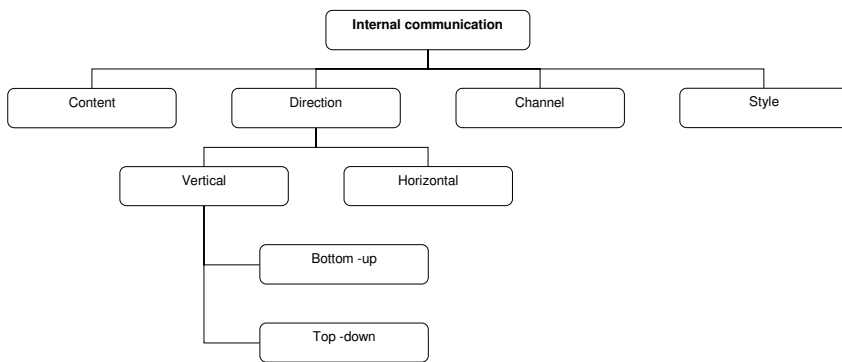 Internal communication
Content
Direction
Channel
Style
Vertical
Horizontal
Bottom -up
Top -down